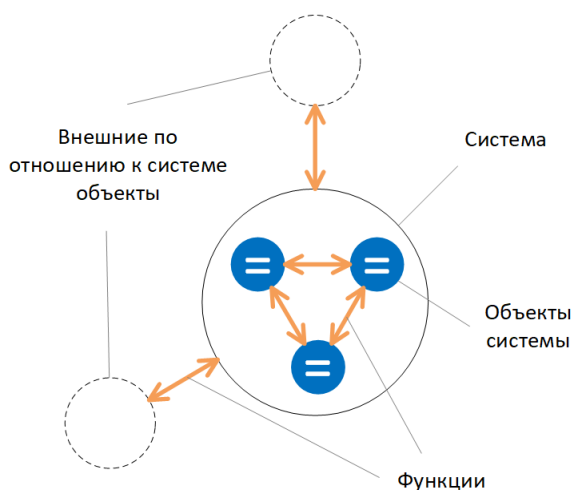 Внешние по
отношению к системе
объекты
Система
Объекты
системы
Функции